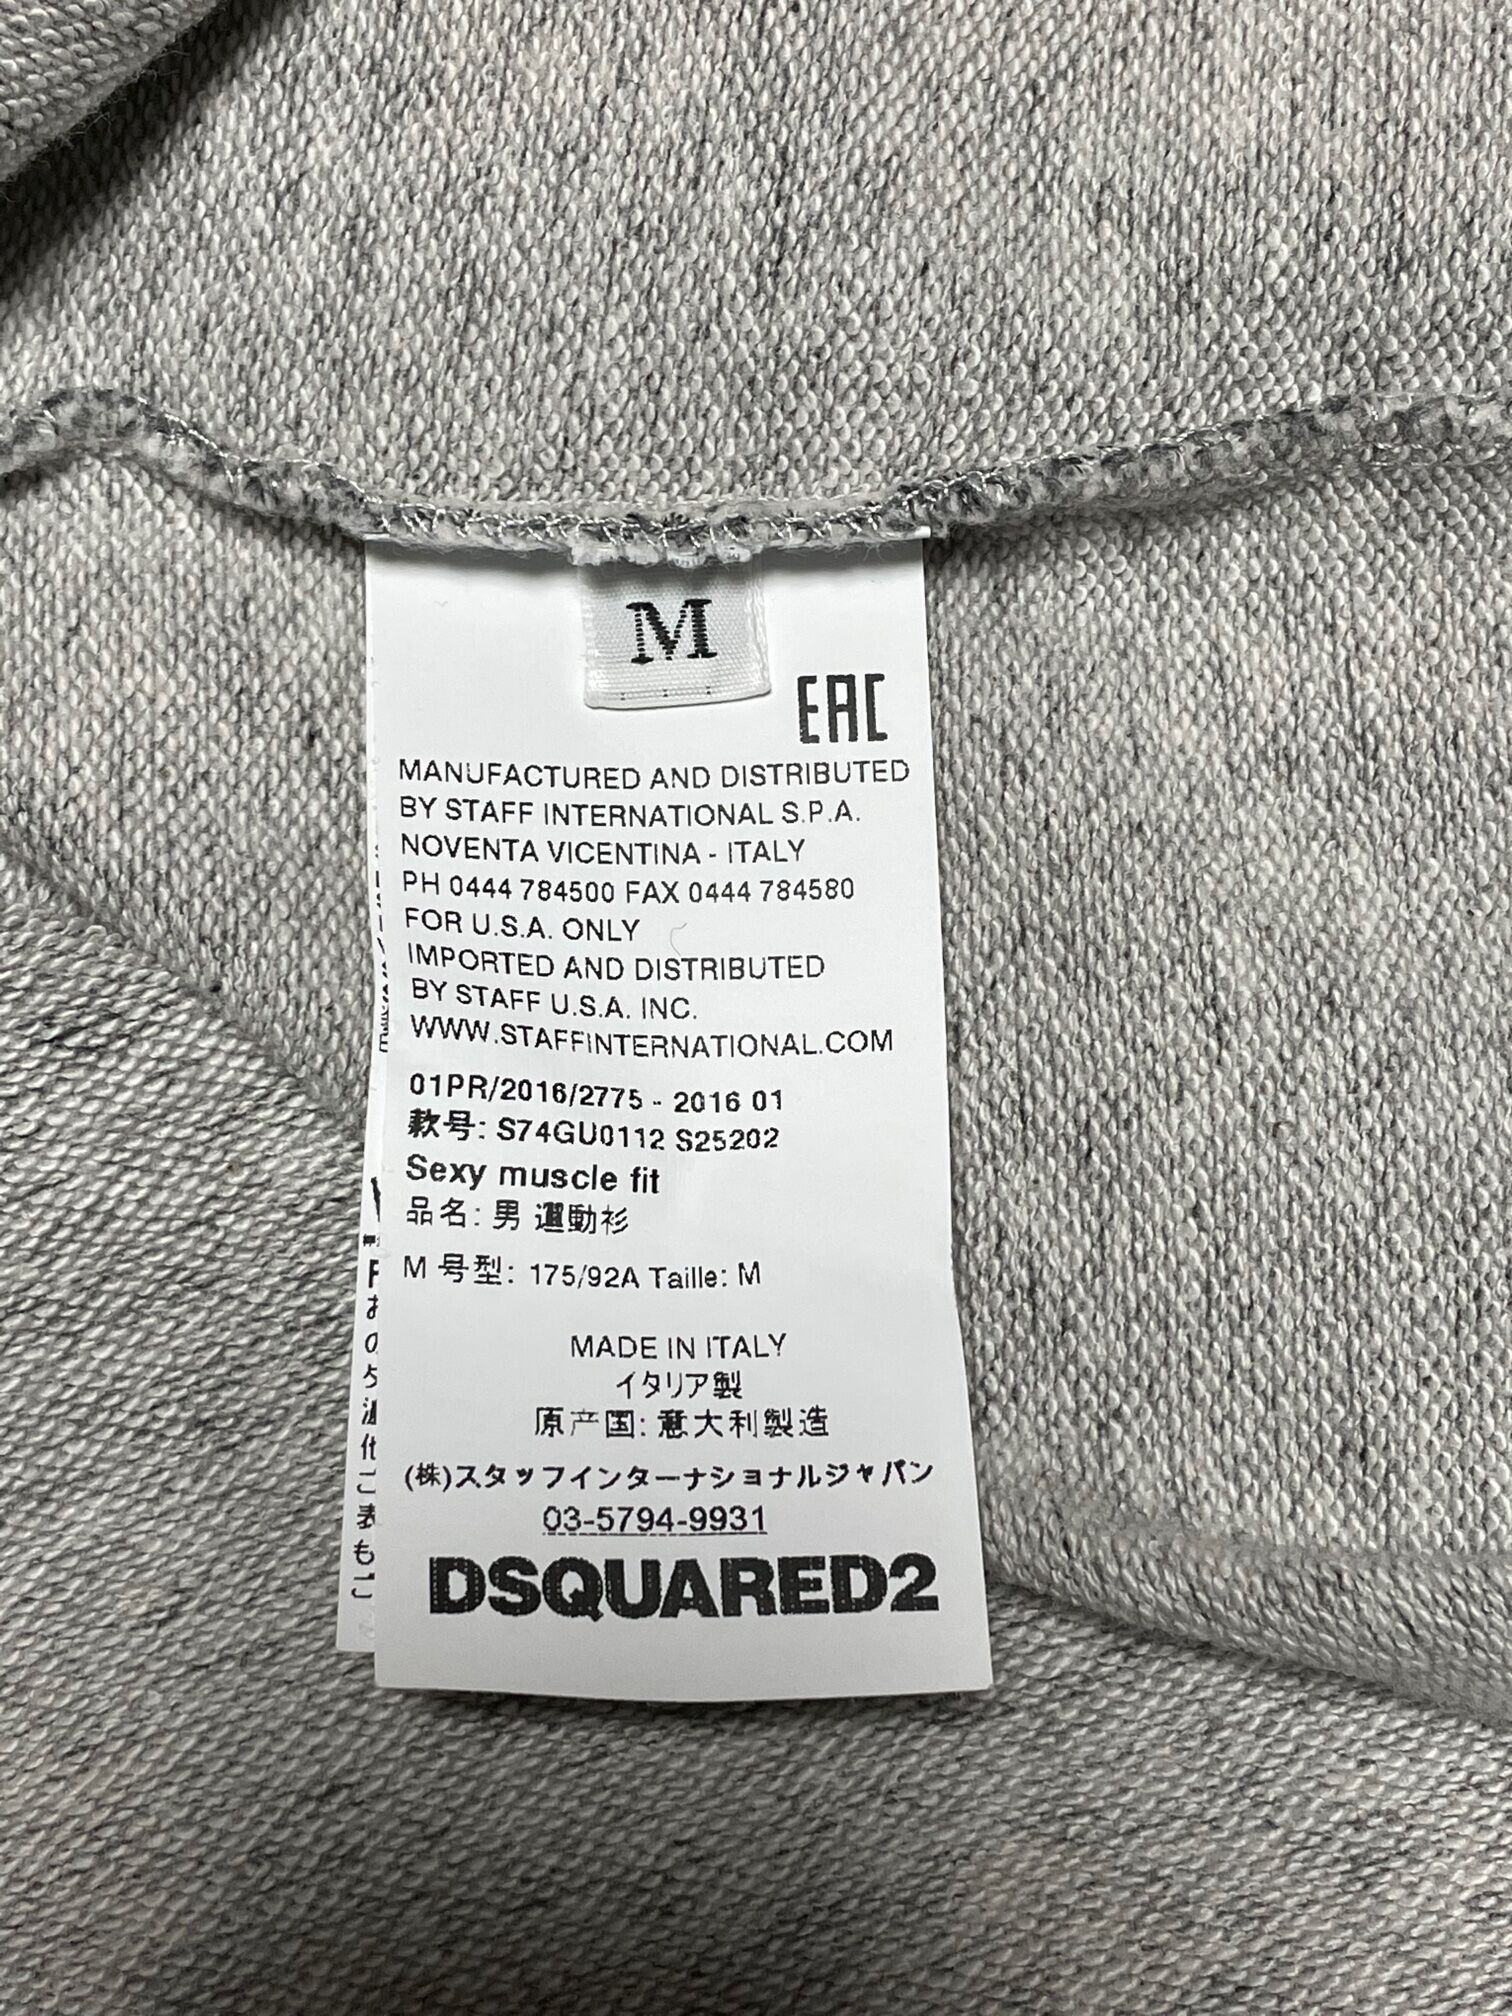 M
EAC
MANUFACTURED AND DISTRIBUTED
BY STAFF INTERNATIONAL S.P.A.
NOVENTA VICENTINA - ITALY
PH 0444 784500 FAX 0444 784580
FOR U.S.A. ONLY
IMPORTED AND DISTRIBUTED
BY STAFF U.S.A. INC.
WWW.STAFFINTERNATIONAL.COM
01PR/2016/2775 - 2016 01
款号: S74GU0112 S25202
Sexy muscle fit
品名: 男 運動衫
M 号型: 175/92A Taille: M
MADE IN ITALY
イタリア製
原产国: 意大利製造
(株)スタッフインターナショナルジャパン
03-5794-9931
DSQUARED2